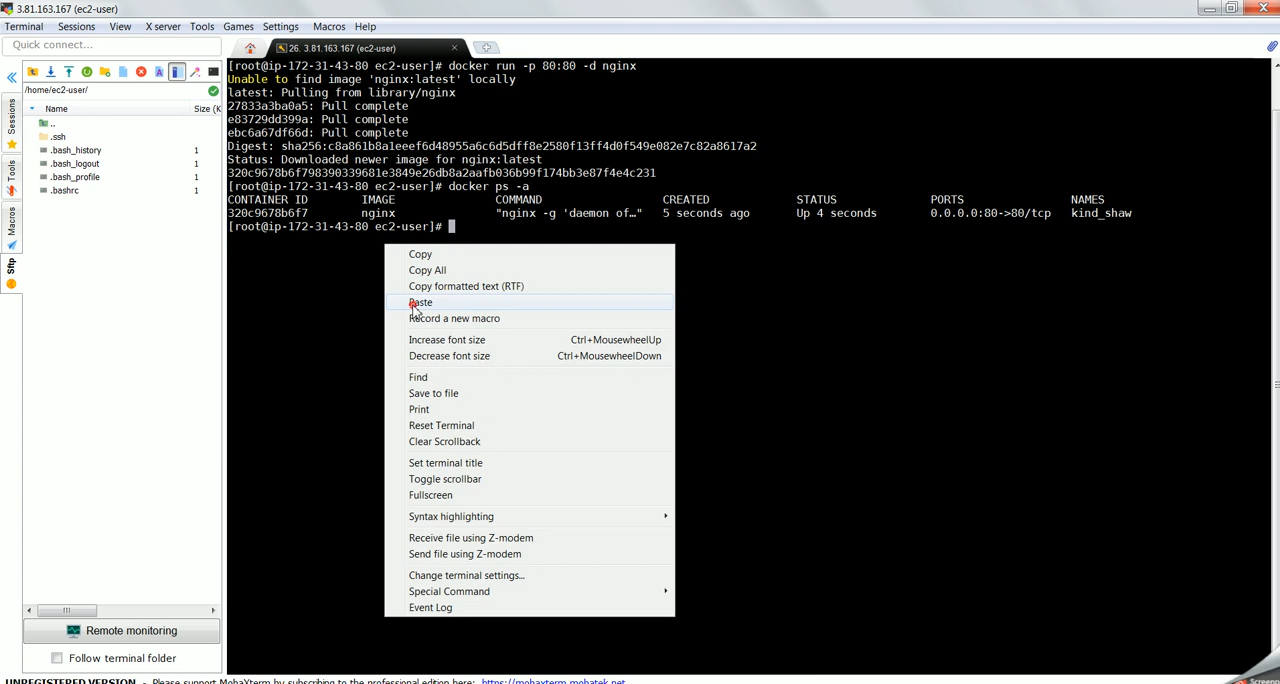 3.81.163.167 (ec2-user)
Terminal Sessions View X server Tools Games Settings Macros Help
Quick connect...
26. 3.81.163.167 (ec2-user)
/home/ec2-user/
Name Size (K
..
.ssh
.bash_history 1
.bash_logout 1
.bash_profile 1
.bashrc 1
Sessions
Tools
Macros
Sftp
[root@ip-172-31-43-80 ec2-user]# docker run -p 80:80 -d nginx
Unable to find image 'nginx:latest' locally
latest: Pulling from library/nginx
27833a3ba0a5: Pull complete
e83729dd399a: Pull complete
ebc6a67df66d: Pull complete
Digest: sha256:c8a861b8a1eeef6d48955a6c6d5dff8e2580f13ff4d0f549e082e7c82a8617a2
Status: Downloaded newer image for nginx:latest
320c9678b6f798390339681e3849e26db8a2aafb036b99f174bb3e87f4e4c231
[root@ip-172-31-43-80 ec2-user]# docker ps -a
CONTAINER ID IMAGE COMMAND CREATED STATUS PORTS NAMES
320c9678b6f7 nginx "nginx -g 'daemon of…" 5 seconds ago Up 4 seconds 0.0.0.0:80->80/tcp kind_shaw
[root@ip-172-31-43-80 ec2-user]#
Copy
Copy All
Copy formatted text (RTF)
Paste
Record a new macro
Increase font size Ctrl+MousewheelUp
Decrease font size Ctrl+MousewheelDown
Find
Save to file
Print
Reset Terminal
Clear Scrollback
Set terminal title
Toggle scrollbar
Fullscreen
Syntax highlighting
Receive file using Z-modem
Send file using Z-modem
Change terminal settings...
Special Command
Event Log
Remote monitoring
Follow terminal folder
UNREGISTERED VERSION - Please support MobaXterm by subscribing to the professional edition here: https://mobaxterm.mobatek.net